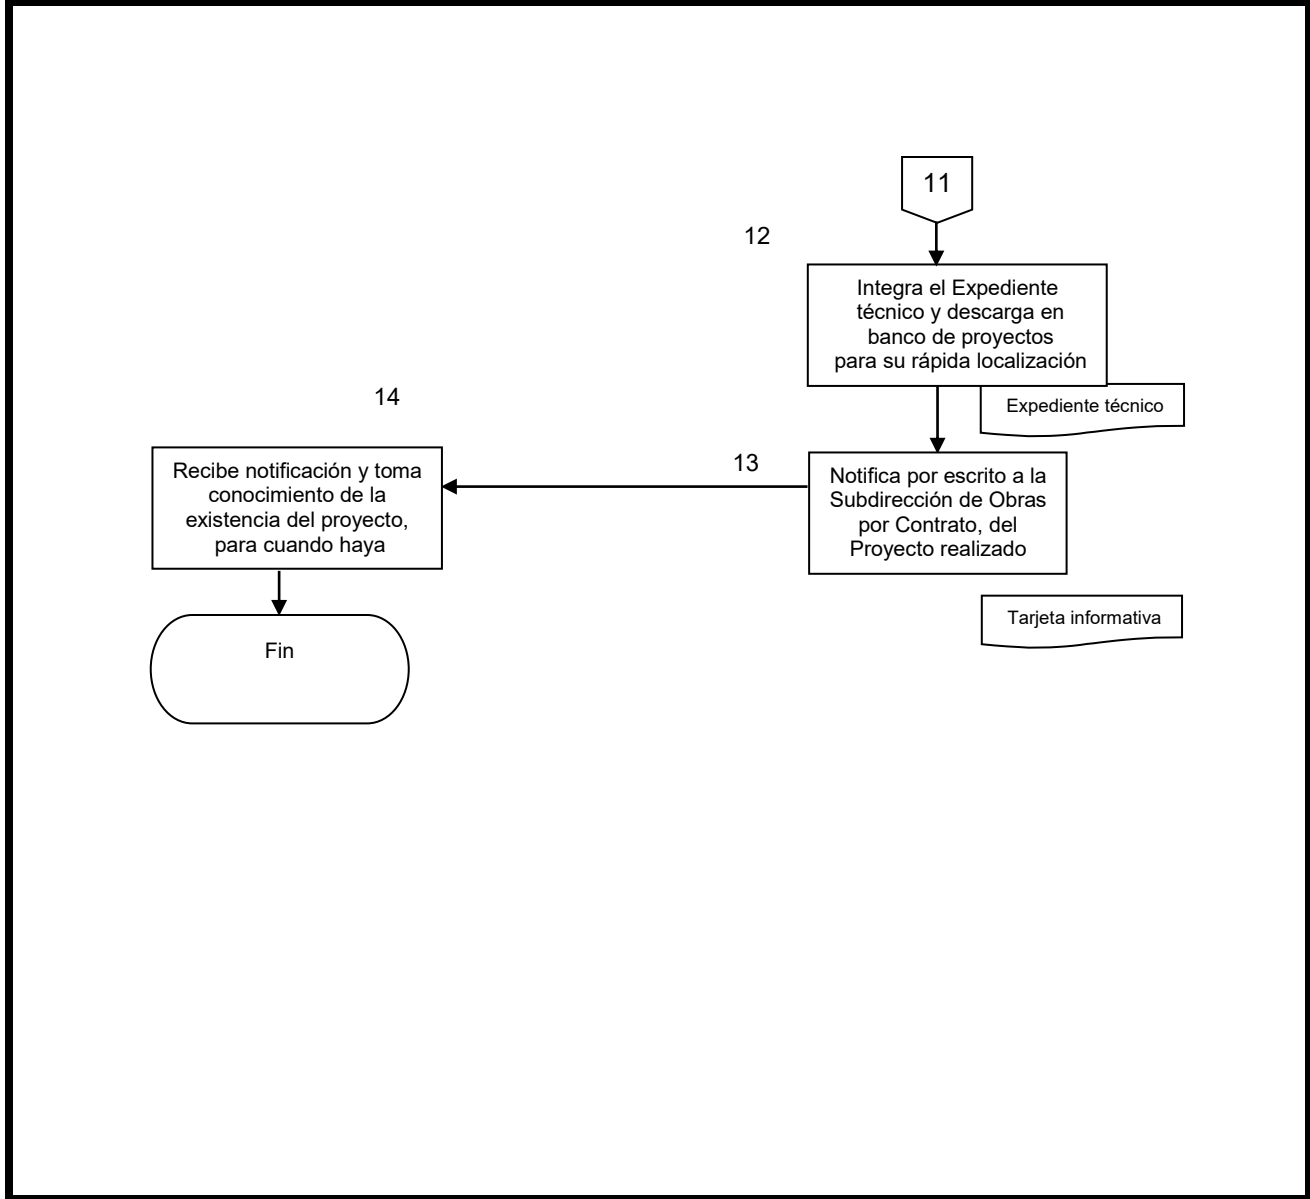 11
12
Integra el Expediente
técnico y descarga en
banco de proyectos
para su rápida localización
Expediente técnico
13
Notifica por escrito a la
Subdirección de Obras
por Contrato, del
Proyecto realizado
Tarjeta informativa
14
Recibe notificación y toma
conocimiento de la
existencia del proyecto,
para cuando haya
Fin